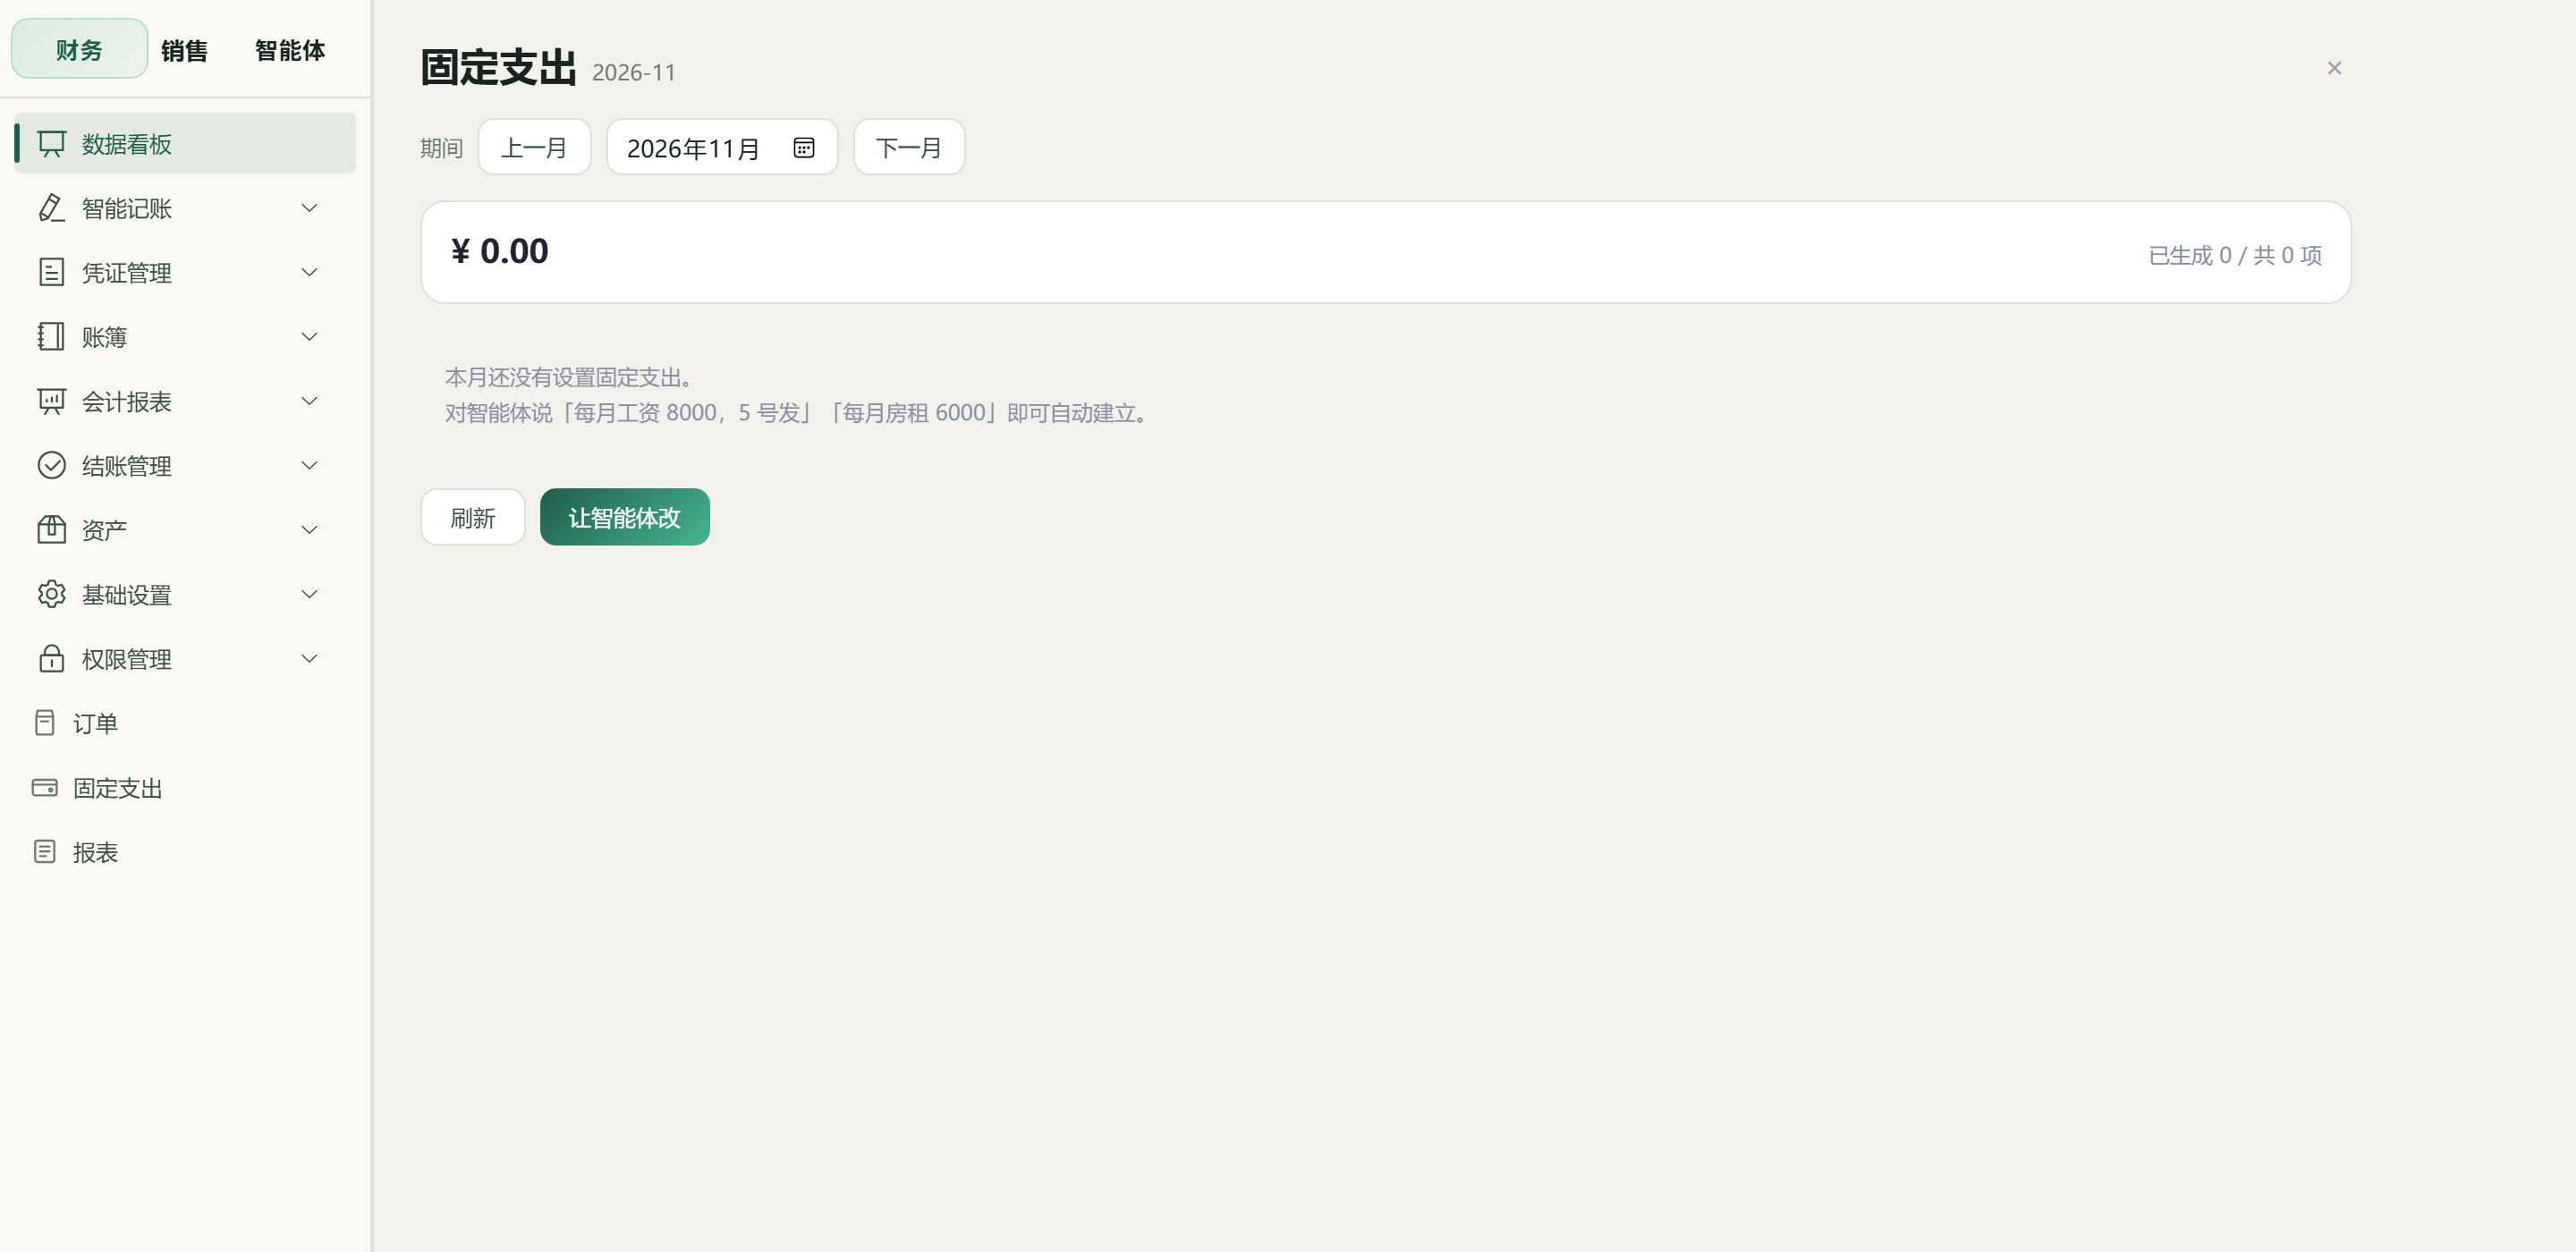 财务 销售 智能体
数据看板
智能记账
凭证管理
账簿
会计报表
结账管理
资产
基础设置
权限管理
订单
固定支出
报表
固定支出 2026-11
×
期间 上一月 2026年11月 下一月
¥ 0.00 已生成 0 / 共 0 项
本月还没有设置固定支出。
对智能体说「每月工资 8000，5 号发」「每月房租 6000」即可自动建立。
刷新 让智能体改